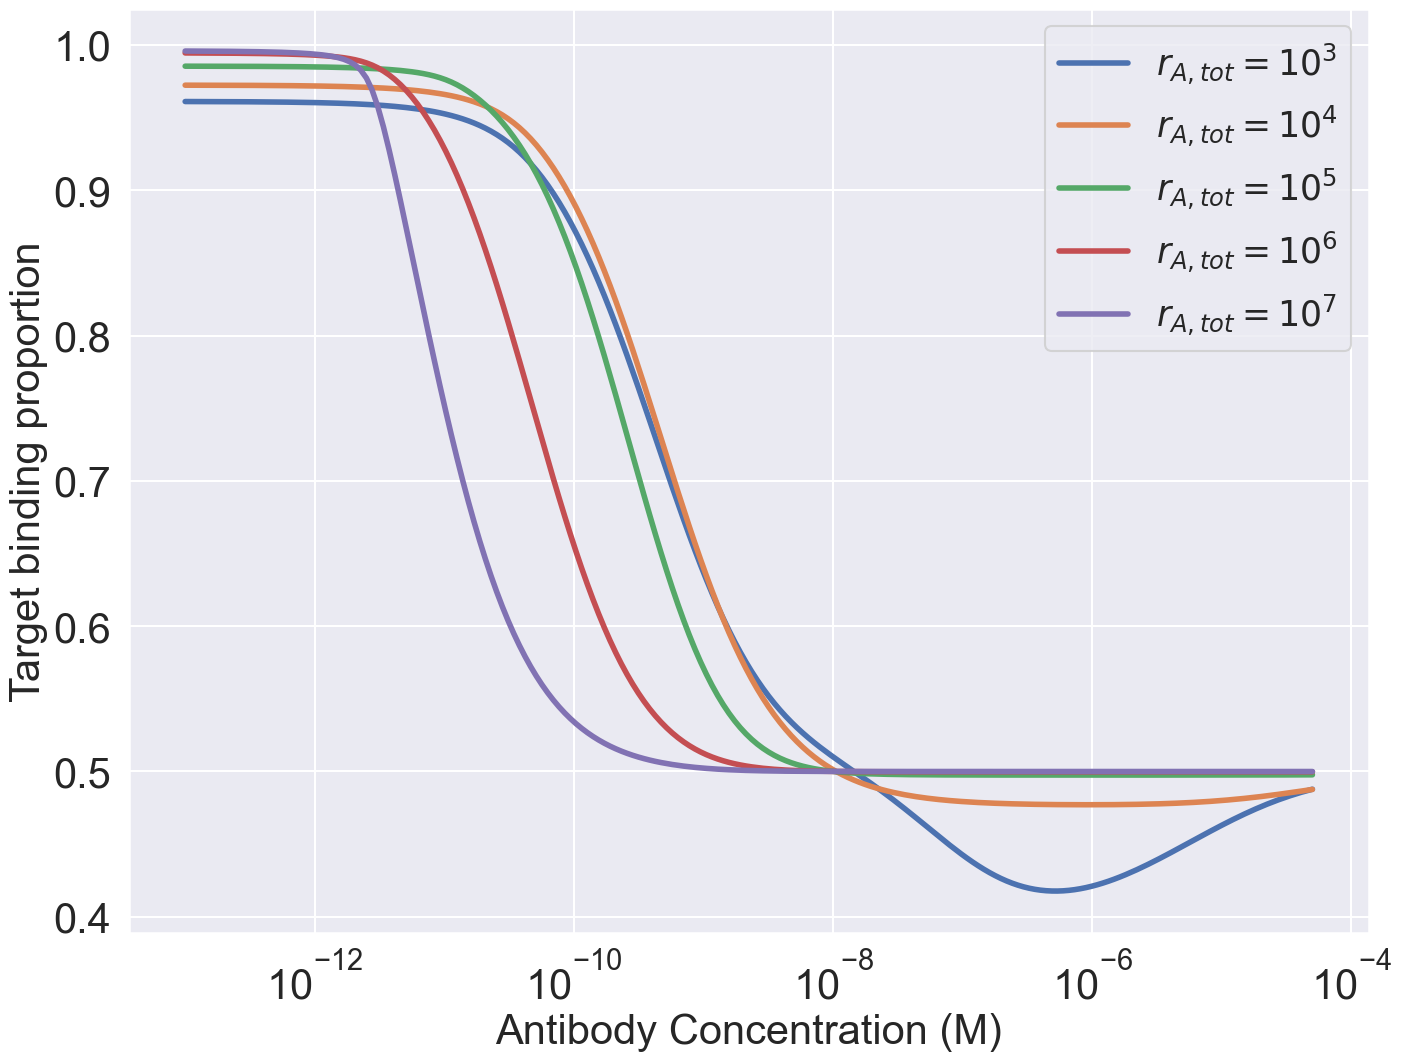 1.0
0.9
0.8
0.7
0.6
0.5
0.4
Target binding proportion
r_{A, tot} = 10^3
r_{A, tot} = 10^4
r_{A, tot} = 10^5
r_{A, tot} = 10^6
r_{A, tot} = 10^7
10^{−12} 10^{−10} 10^{−8} 10^{−6} 10^{−4}
Antibody Concentration (M)